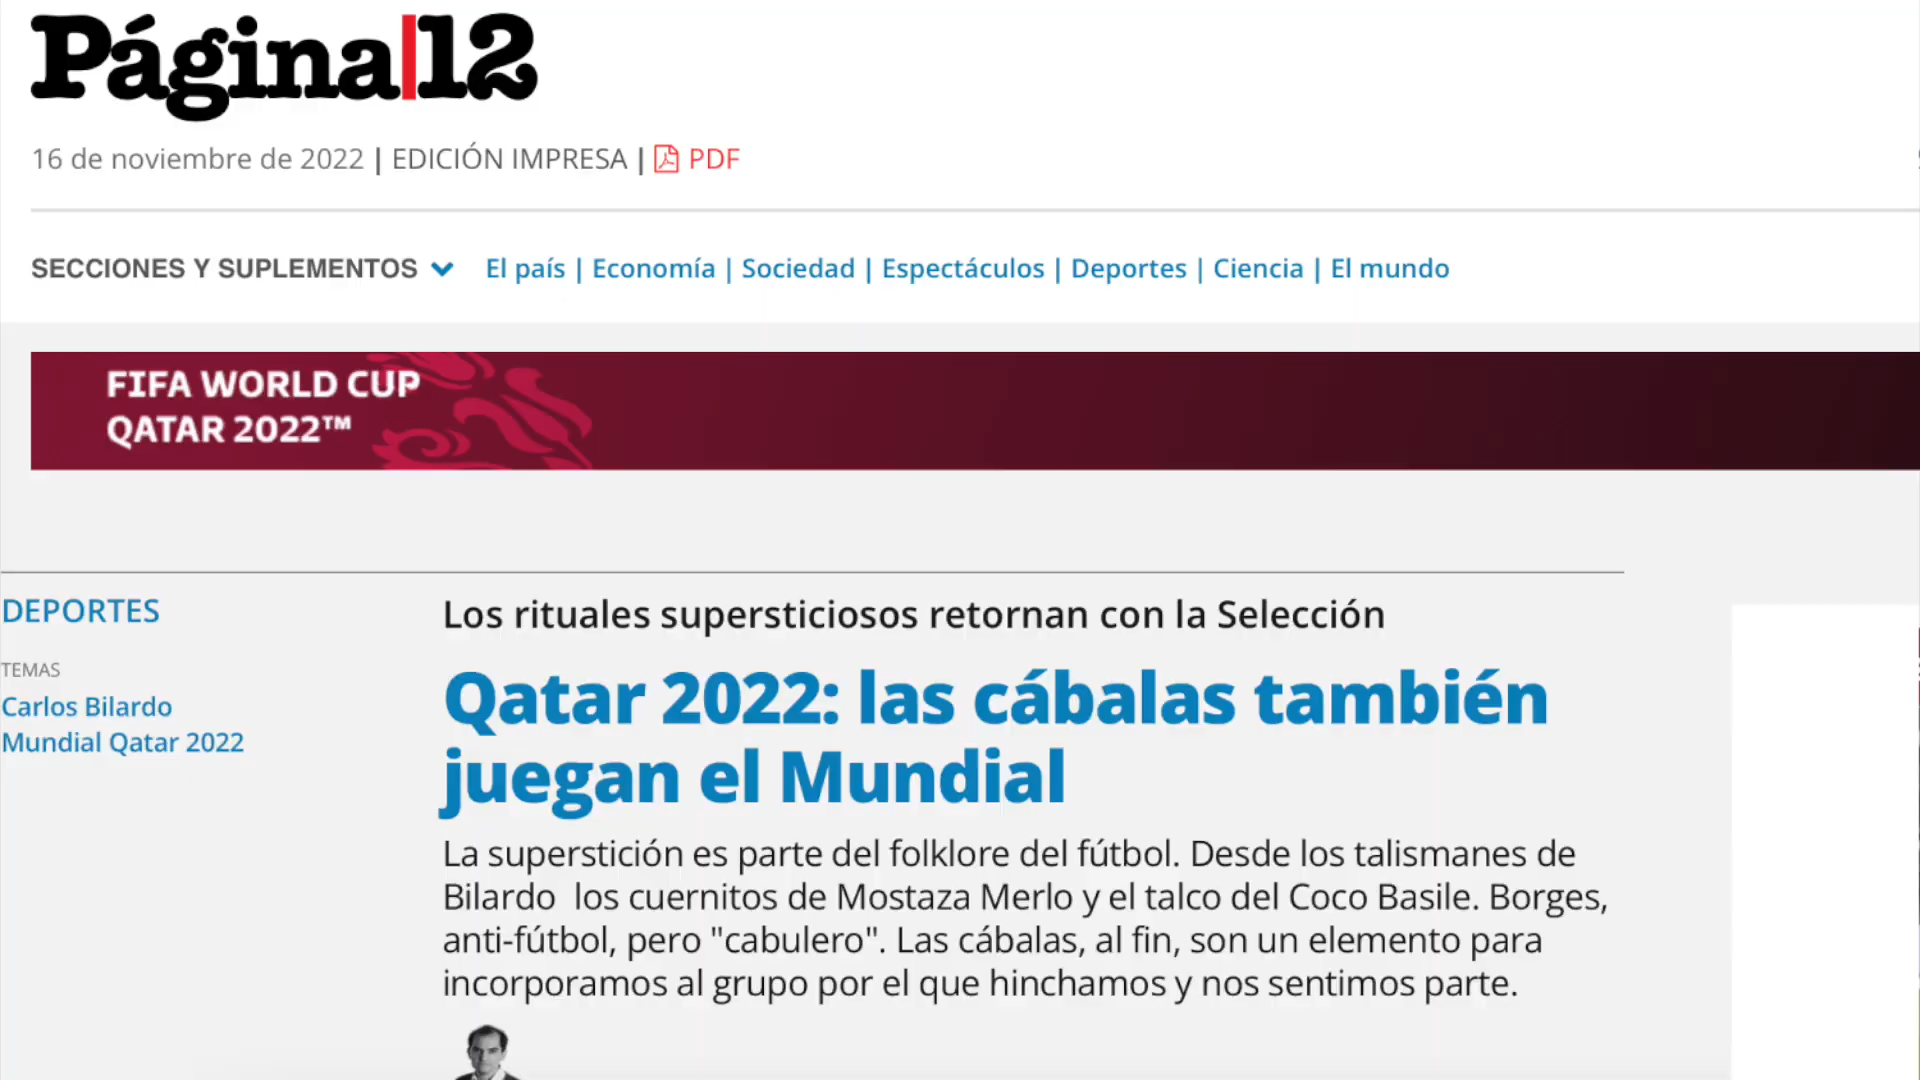 Página|12
16 de noviembre de 2022 | EDICIÓN IMPRESA | PDF
SECCIONES Y SUPLEMENTOS El país | Economía | Sociedad | Espectáculos | Deportes | Ciencia | El mundo
FIFA WORLD CUP
QATAR 2022™
DEPORTES
TEMAS
Carlos Bilardo
Mundial Qatar 2022
Los rituales supersticiosos retornan con la Selección
Qatar 2022: las cábalas también
juegan el Mundial
La superstición es parte del folklore del fútbol. Desde los talismanes de
Bilardo los cuernitos de Mostaza Merlo y el talco del Coco Basile. Borges,
anti-fútbol, pero "cabulero". Las cábalas, al fin, son un elemento para
incorporamos al grupo por el que hinchamos y nos sentimos parte.